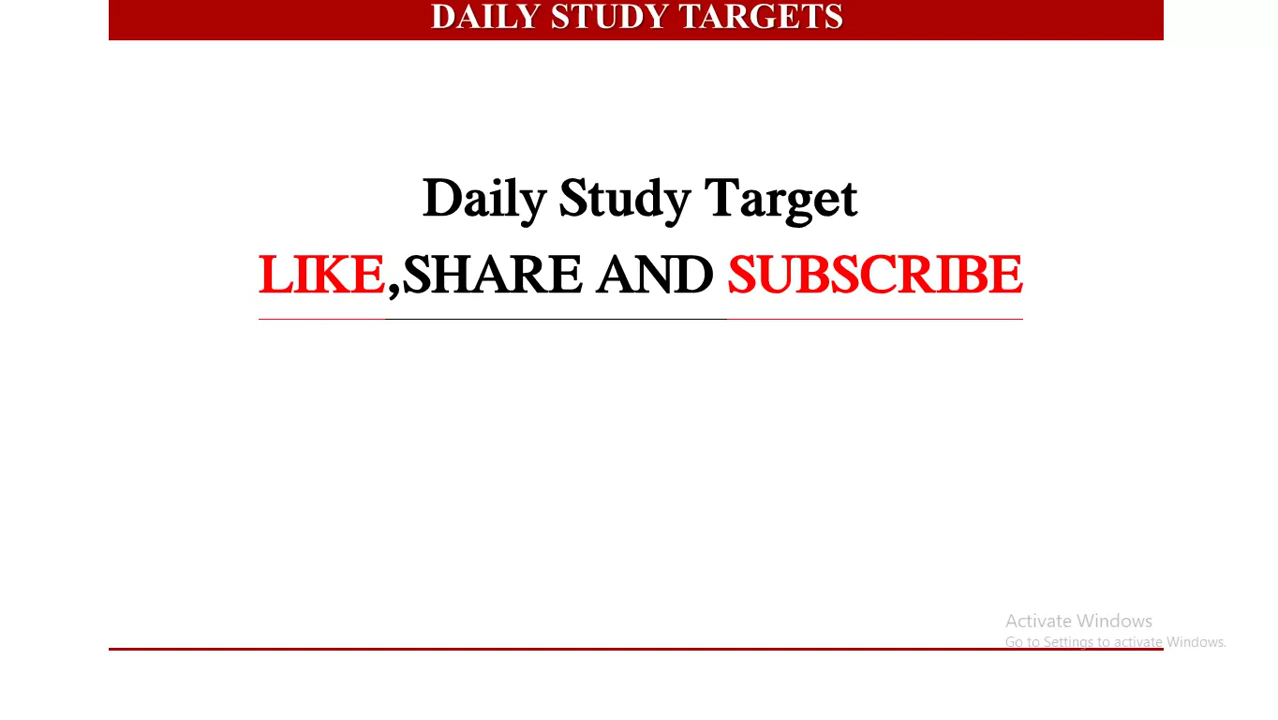 DAILY STUDY TARGETS
Daily Study Target
LIKE,SHARE AND SUBSCRIBE
Activate Windows
Go to Settings to activate Windows.